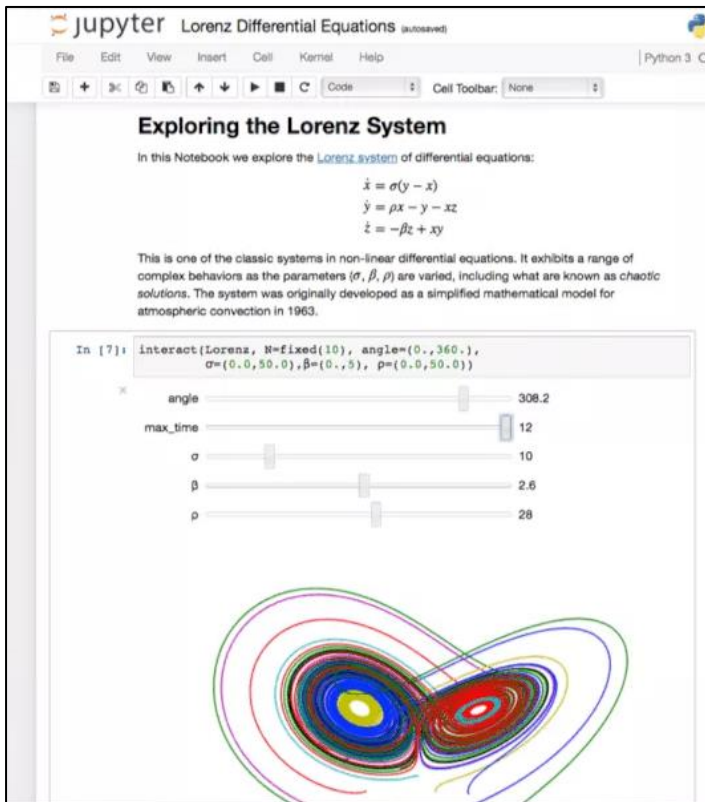 jupyter Lorenz Differential Equations (autosaved)
File Edit View Insert Cell Kernel Help Python 3
Code Cell Toolbar: None
Exploring the Lorenz System
In this Notebook we explore the Lorenz system of differential equations:
ẋ = σ(y − x)
ẏ = ρx − y − xz
ż = −βz + xy
This is one of the classic systems in non-linear differential equations. It exhibits a range of
complex behaviors as the parameters (σ, β, ρ) are varied, including what are known as chaotic
solutions. The system was originally developed as a simplified mathematical model for
atmospheric convection in 1963.
In [7]: interact(Lorenz, N=fixed(10), angle=(0.,360.),
σ=(0.0,50.0),β=(0.,5), ρ=(0.0,50.0))
angle 308.2
max_time 12
σ 10
β 2.6
ρ 28